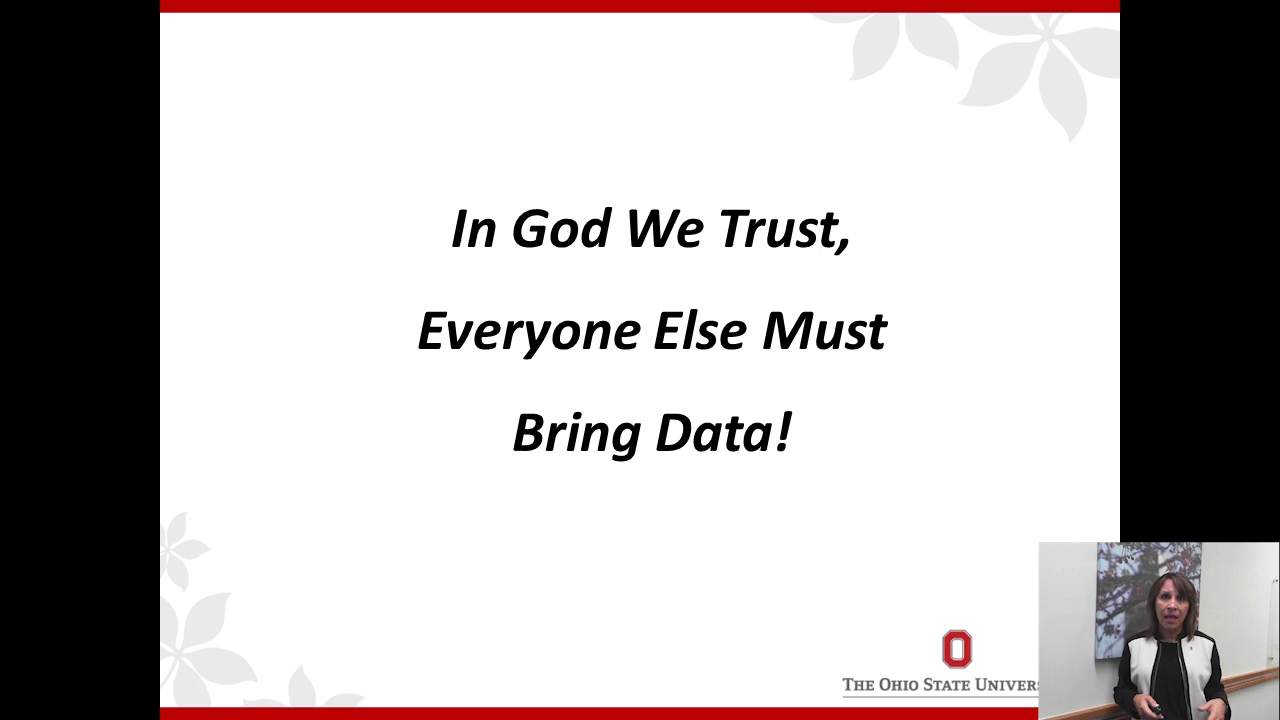 In God We Trust,
Everyone Else Must
Bring Data!
O
THE OHIO STATE UNIVERS